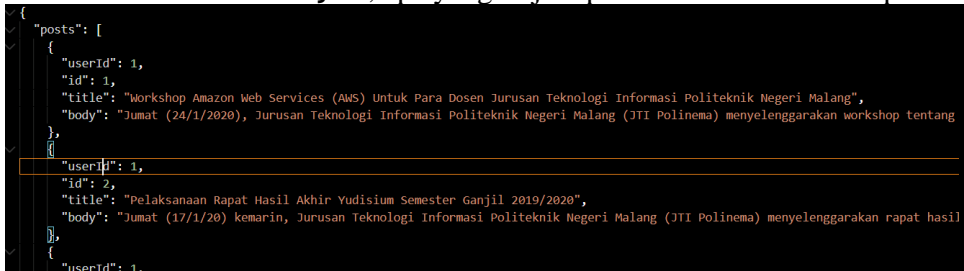 {
"posts": [
{
"userId": 1,
"id": 1,
"title": "Workshop Amazon Web Services (AWS) Untuk Para Dosen Jurusan Teknologi Informasi Politeknik Negeri Malang",
"body": "Jumat (24/1/2020), Jurusan Teknologi Informasi Politeknik Negeri Malang (JTI Polinema) menyelenggarakan workshop tentang
},
{
"userId": 1,
"id": 2,
"title": "Pelaksanaan Rapat Hasil Akhir Yudisium Semester Ganjil 2019/2020",
"body": "Jumat (17/1/20) kemarin, Jurusan Teknologi Informasi Politeknik Negeri Malang (JTI Polinema) menyelenggarakan rapat hasil
},
{
"userId": 1,